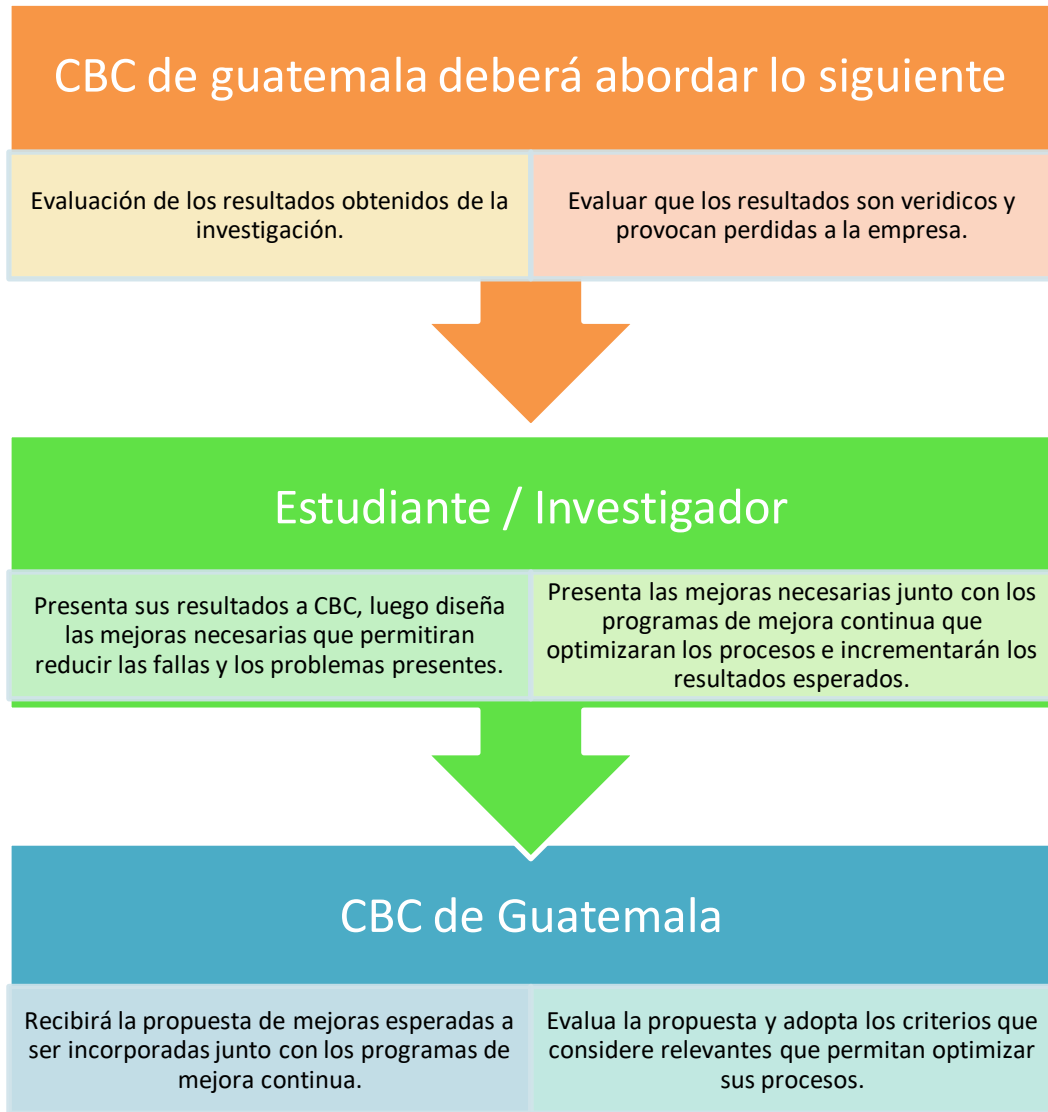 CBC de guatemala deberá abordar lo siguiente
Evaluación de los resultados obtenidos de la
investigación.
Evaluar que los resultados son veridicos y
provocan perdidas a la empresa.
Estudiante / Investigador
Presenta sus resultados a CBC, luego diseña
las mejoras necesarias que permitiran
reducir las fallas y los problemas presentes.
Presenta las mejoras necesarias junto con los
programas de mejora continua que
optimizaran los procesos e incrementarán los
resultados esperados.
CBC de Guatemala
Recibirá la propuesta de mejoras esperadas a
ser incorporadas junto con los programas de
mejora continua.
Evalua la propuesta y adopta los criterios que
considere relevantes que permitan optimizar
sus procesos.